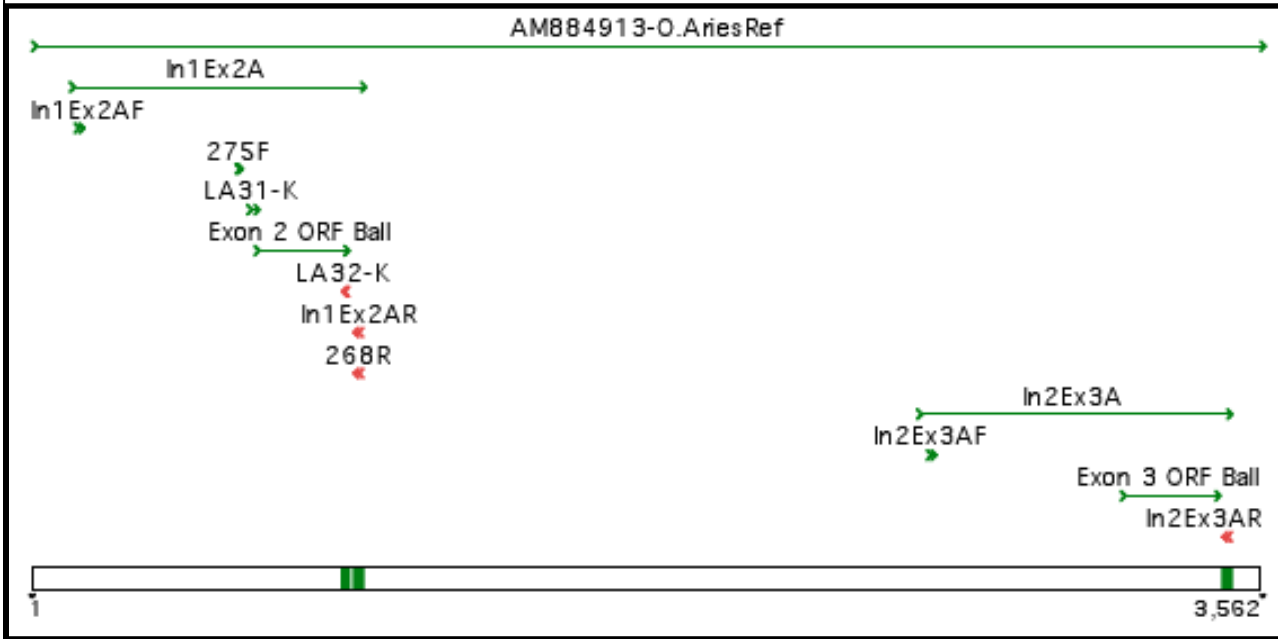 AM884913-O.AriesRef
In1Ex2A
In1Ex2AF
275F
LA31-K
Exon 2 ORF Ball
LA32-K
In1Ex2AR
268R
In2Ex3A
In2Ex3AF
Exon 3 ORF Ball
In2Ex3AR
1 3,562